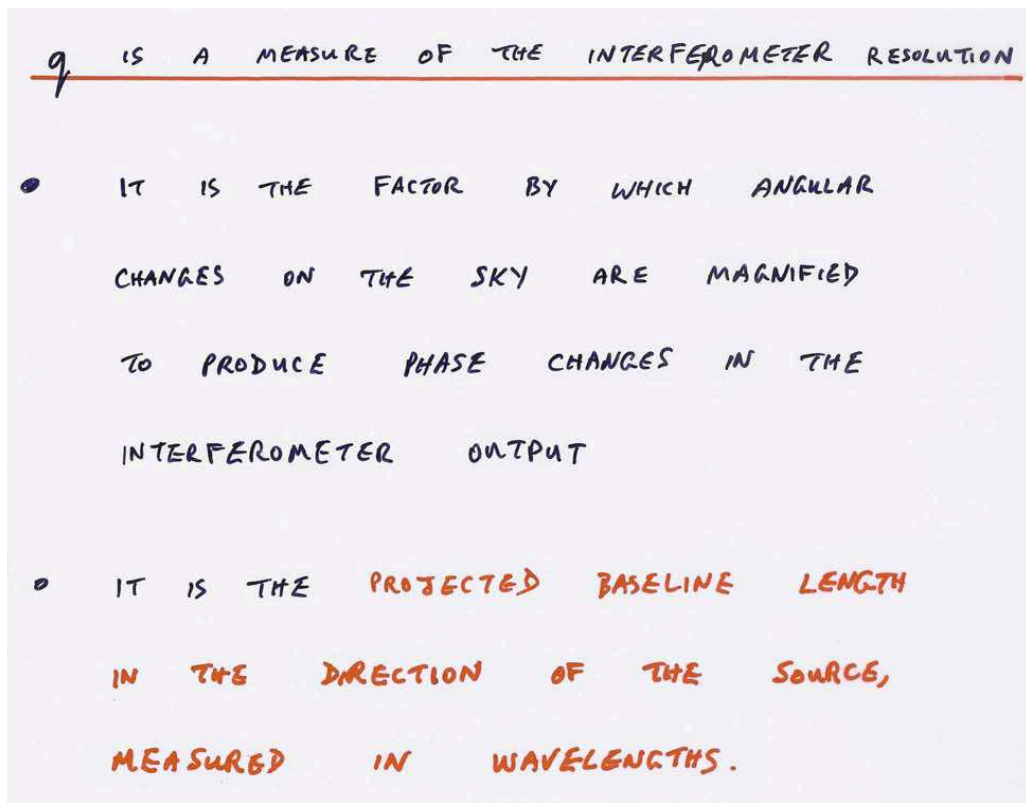 q IS A MEASURE OF THE INTERFEROMETER RESOLUTION
• IT IS THE FACTOR BY WHICH ANGULAR
CHANGES ON THE SKY ARE MAGNIFIED
TO PRODUCE PHASE CHANGES IN THE
INTERFEROMETER OUTPUT
• IT IS THE PROJECTED BASELINE LENGTH
IN THE DIRECTION OF THE SOURCE,
MEASURED IN WAVELENGTHS.